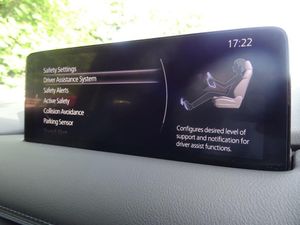 17:22
Safety Settings
Driver Assistance System
Safety Alerts
Active Safety
Collision Avoidance
Parking Sensor
Configures desired level of
support and notification for
driver assist functions.